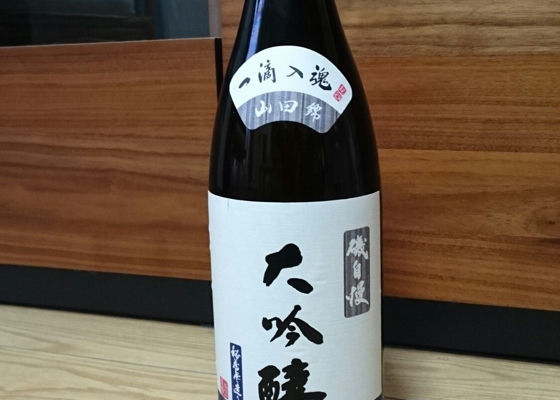 一滴入魂
山田錦
磯自慢
大吟醸